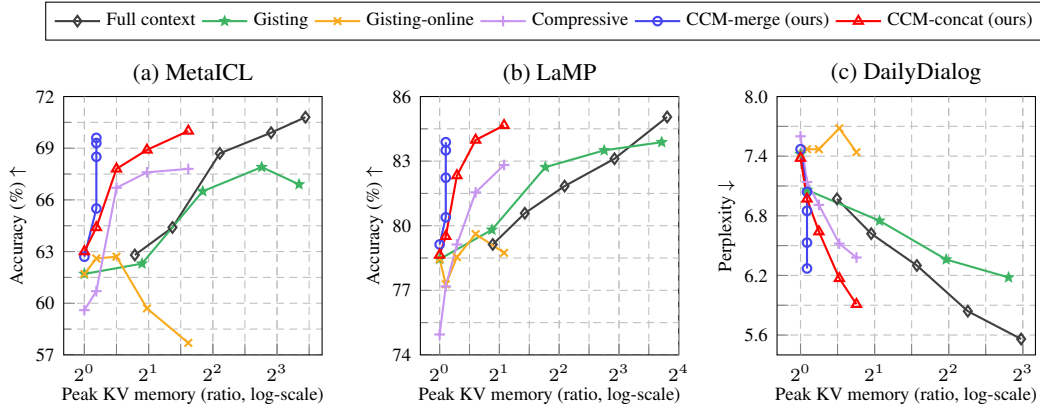 Full context Gisting Gisting-online Compressive CCM-merge (ours) CCM-concat (ours)
(a) MetaICL
72
69
66
63
60
57
Accuracy (%) ↑
2^0 2^1 2^2 2^3
Peak KV memory (ratio, log-scale)
(b) LaMP
86
83
80
77
74
Accuracy (%) ↑
2^0 2^1 2^2 2^3 2^4
Peak KV memory (ratio, log-scale)
(c) DailyDialog
8.0
7.4
6.8
6.2
5.6
Perplexity ↓
2^0 2^1 2^2 2^3
Peak KV memory (ratio, log-scale)